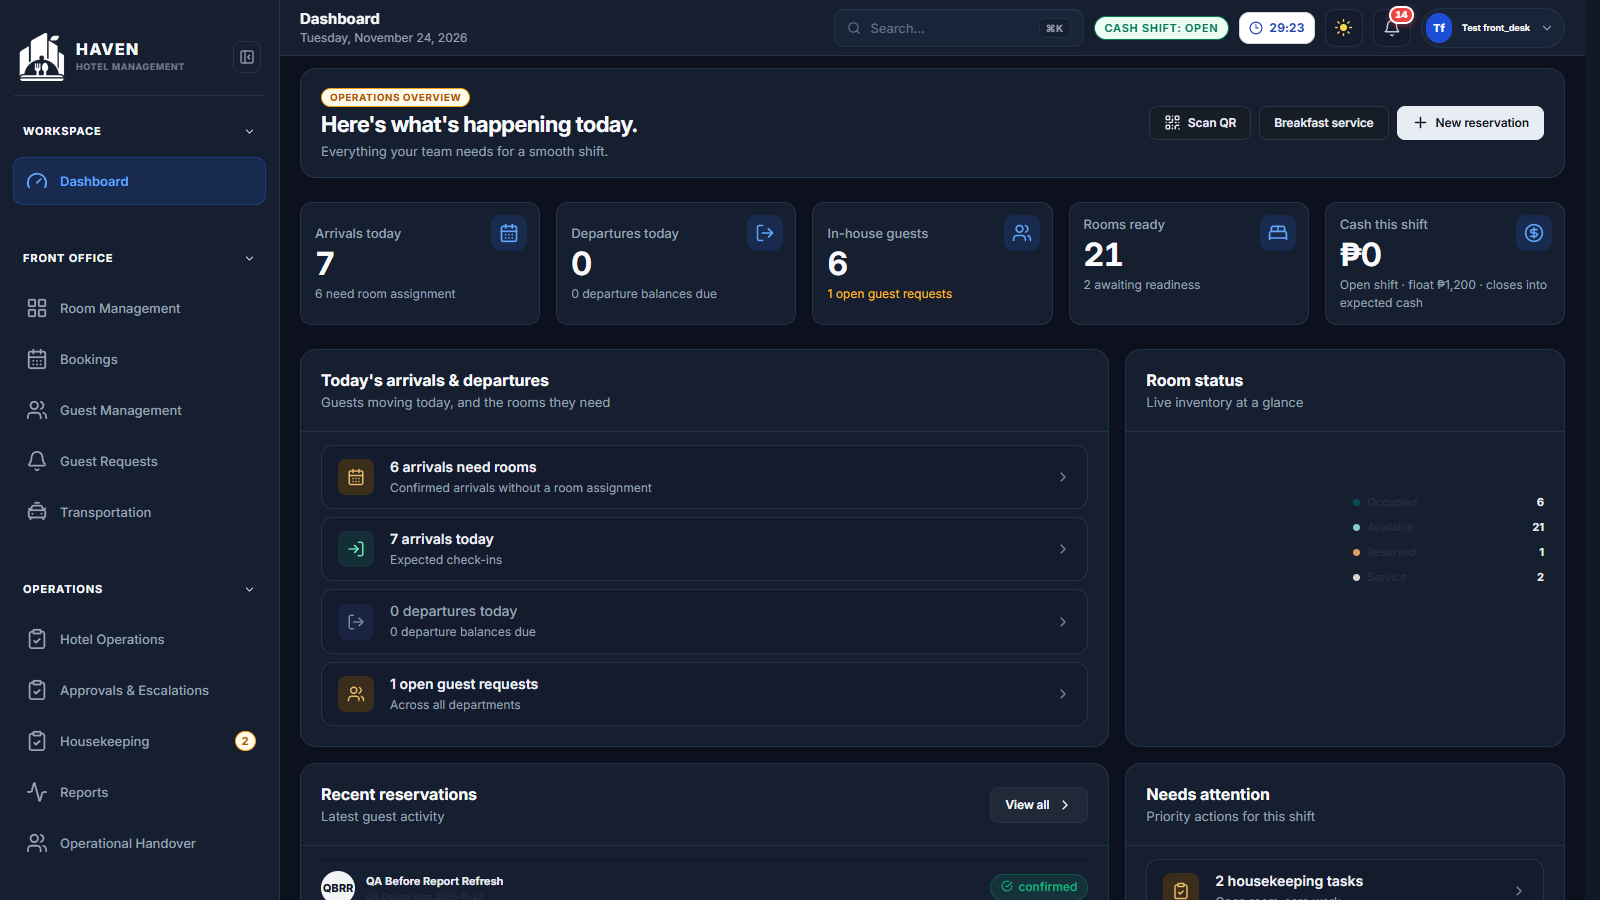 HAVEN
HOTEL MANAGEMENT
WORKSPACE
Dashboard
FRONT OFFICE
Room Management
Bookings
Guest Management
Guest Requests
Transportation
OPERATIONS
Hotel Operations
Approvals & Escalations
Housekeeping
2
Reports
Operational Handover
Dashboard
Tuesday, November 24, 2026
Search...
⌘K
CASH SHIFT: OPEN
29:23
14
Tf
Test front_desk
OPERATIONS OVERVIEW
Here's what's happening today.
Everything your team needs for a smooth shift.
Scan QR
Breakfast service
New reservation
Arrivals today
7
6 need room assignment
Departures today
0
0 departure balances due
In-house guests
6
1 open guest requests
Rooms ready
21
2 awaiting readiness
Cash this shift
₱0
Open shift · float ₱1,200 · closes into
expected cash
Today's arrivals & departures
Guests moving today, and the rooms they need
6 arrivals need rooms
Confirmed arrivals without a room assignment
7 arrivals today
Expected check-ins
0 departures today
0 departure balances due
1 open guest requests
Across all departments
Room status
Live inventory at a glance
Occupied 6
Available 21
Reserved 1
Service 2
Recent reservations
Latest guest activity
View all
QBRR
QA Before Report Refresh
confirmed
Needs attention
Priority actions for this shift
2 housekeeping tasks